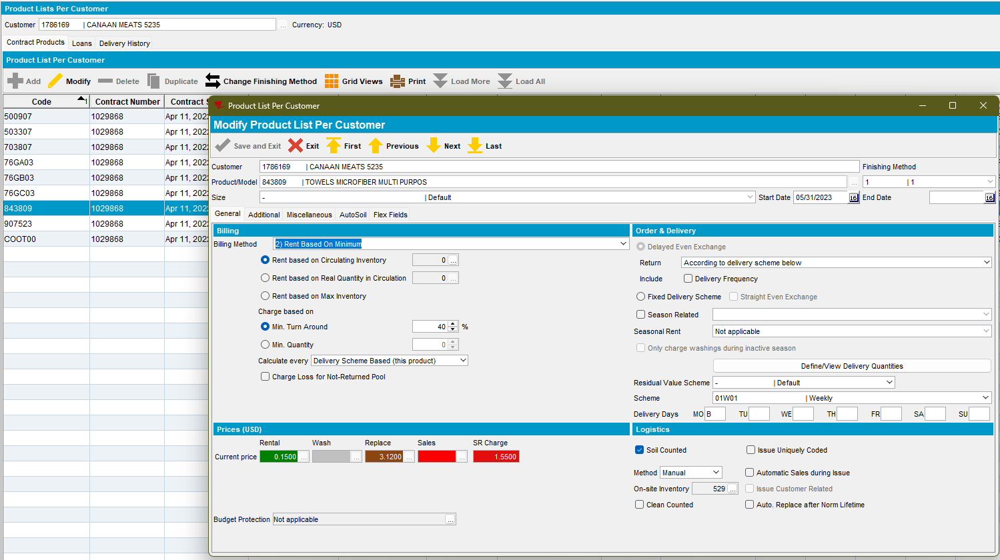 Product Lists Per Customer
Customer 1786169 | CANAAN MEATS 5235 ... Currency: USD
Contract Products Loans Delivery History
Product List Per Customer
Add Modify Delete Duplicate Change Finishing Method Grid Views Print Load More Load All
Code 1 Contract Number Contract S
500907 1029868 Apr 11, 2022
503307 1029868 Apr 11, 2022
703807 1029868 Apr 11, 2022
76GA03 1029868 Apr 11, 2022
76GB03 1029868 Apr 11, 2022
76GC03 1029868 Apr 11, 2022
843809 1029868 Apr 11, 2022
907523 1029868 Apr 11, 2022
COOT00 1029868 Apr 11, 2022
Product List Per Customer
Modify Product List Per Customer
Save and Exit Exit First Previous Next Last
Customer 1786169 | CANAAN MEATS 5235 Finishing Method
Product/Model 843809 | TOWELS MICROFIBER MULTI PURPOS ... 1 | 1
Size - | Default Start Date 05/31/2023 16 End Date 16
General Additional Miscellaneous AutoSoil Flex Fields
Billing
Billing Method 2) Rent Based On Minimum
Rent based on Circulating Inventory 0 ...
Rent based on Real Quantity in Circulation 0 ...
Rent based on Max Inventory
Charge based on
Min. Turn Around 40 %
Min. Quantity 0
Calculate every Delivery Scheme Based (this product)
Charge Loss for Not-Returned Pool
Order & Delivery
Delayed Even Exchange
Return According to delivery scheme below
Include Delivery Frequency
Fixed Delivery Scheme Straight Even Exchange
Season Related
Seasonal Rent Not applicable
Only charge washings during inactive season
Define/View Delivery Quantities
Residual Value Scheme - | Default
Scheme 01W01 | Weekly
Delivery Days MO B TU WE TH FR SA SU
Prices (USD)
Rental Wash Replace Sales SR Charge
Current price 0.1500 ... ... 3.1200 ... ... 1.5500
Budget Protection Not applicable ...
Logistics
Soil Counted Issue Uniquely Coded
Method Manual Automatic Sales during Issue
On-site Inventory 529 ... Issue Customer Related
Clean Counted Auto. Replace after Norm Lifetime